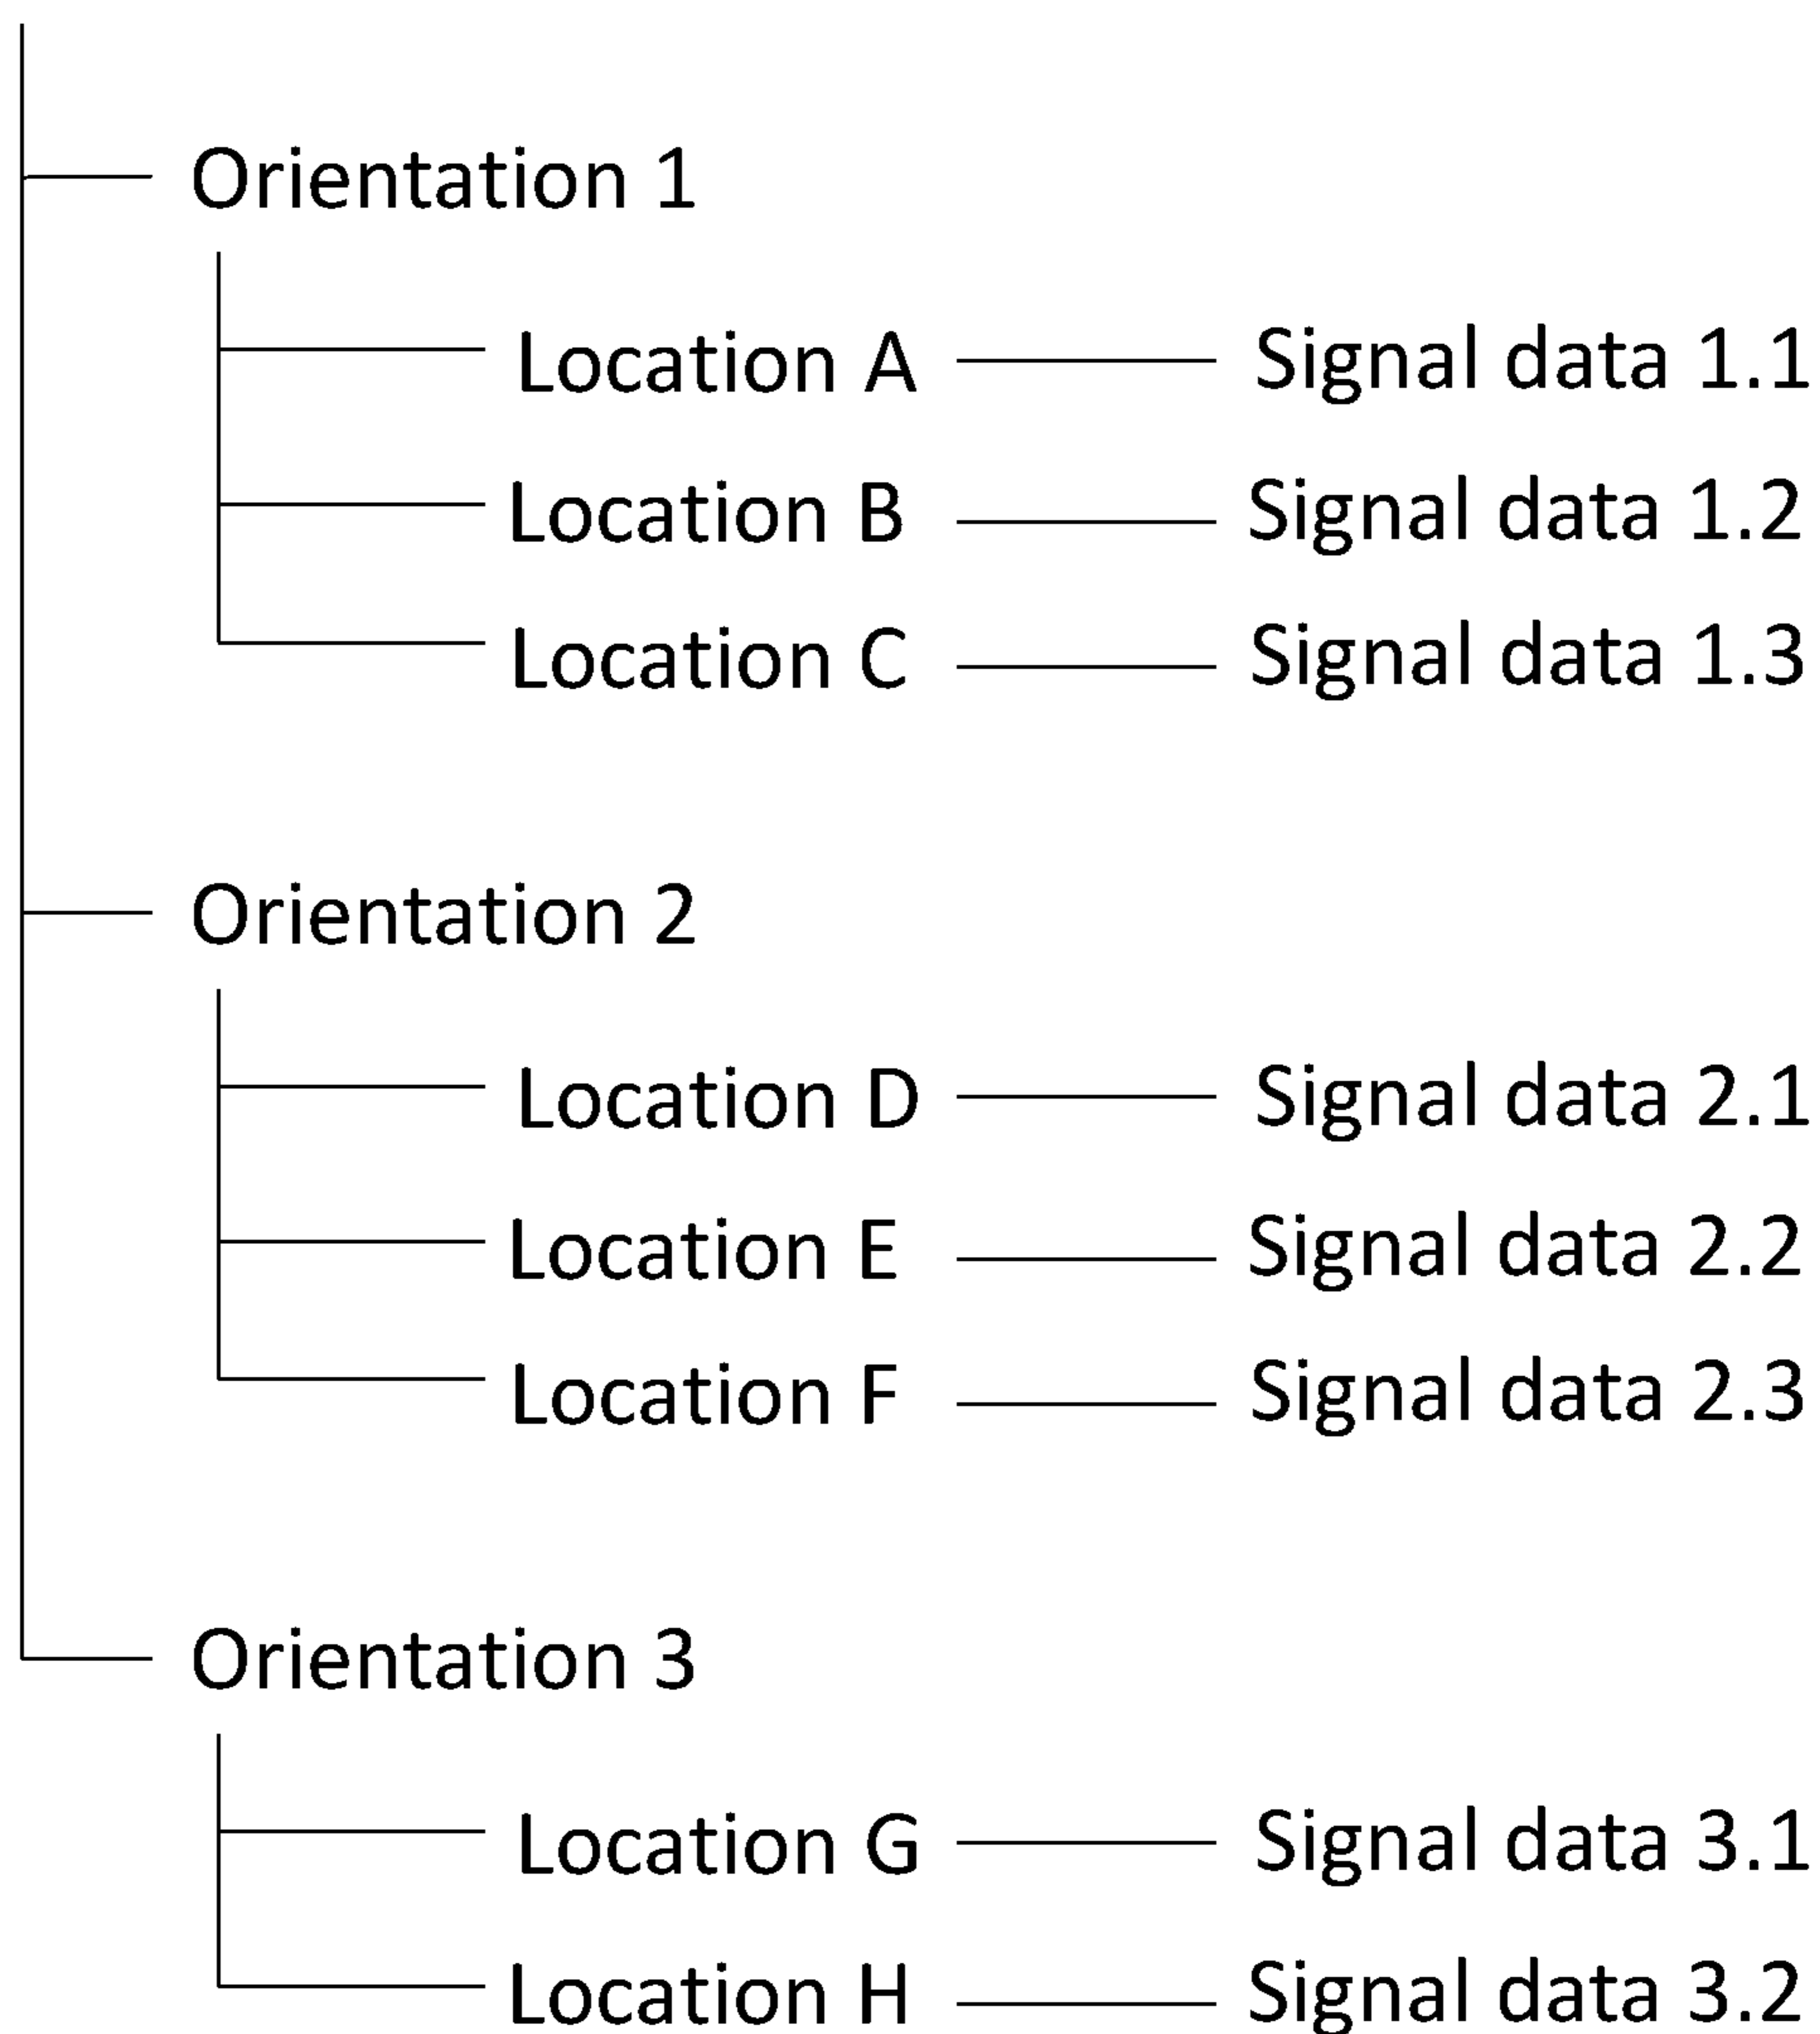 Orientation 1
Location A Signal data 1.1
Location B Signal data 1.2
Location C Signal data 1.3
Orientation 2
Location D Signal data 2.1
Location E Signal data 2.2
Location F Signal data 2.3
Orientation 3
Location G Signal data 3.1
Location H Signal data 3.2